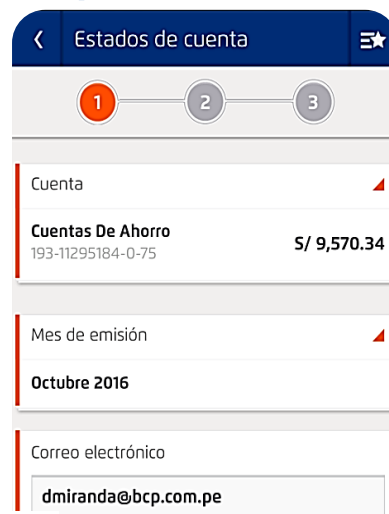 Estados de cuenta
1 2 3
Cuenta
Cuentas De Ahorro
193-11295184-0-75
S/ 9,570.34
Mes de emisión
Octubre 2016
Correo electrónico
dmiranda@bcp.com.pe